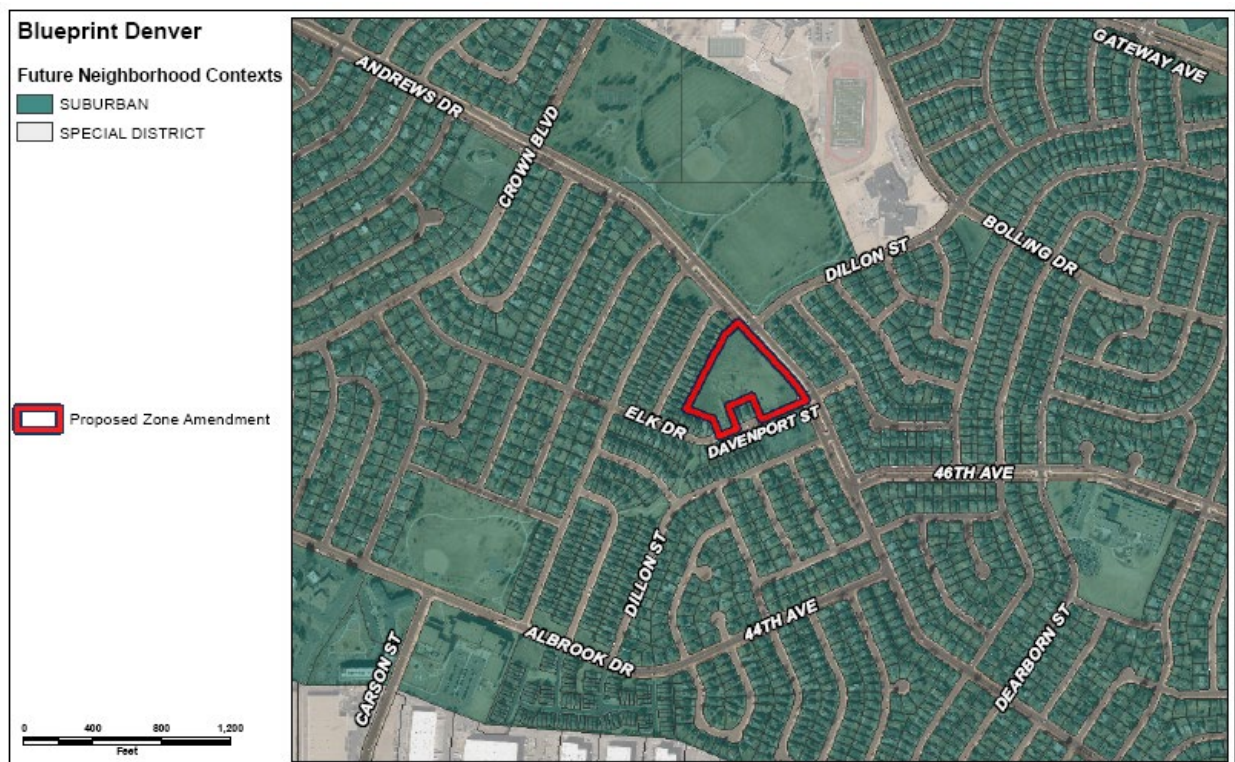 Blueprint Denver
Future Neighborhood Contexts
SUBURBAN
SPECIAL DISTRICT
Proposed Zone Amendment
0 400 800 1,200
Feet
GATEWAY AVE
ANDREWS DR
CROWN BLVD
BOLLING DR
DILLON ST
ELK DR
DAVENPORT ST
46TH AVE
DILLON ST
44TH AVE
ALBROOK DR
CARSON ST
DEARBORN ST